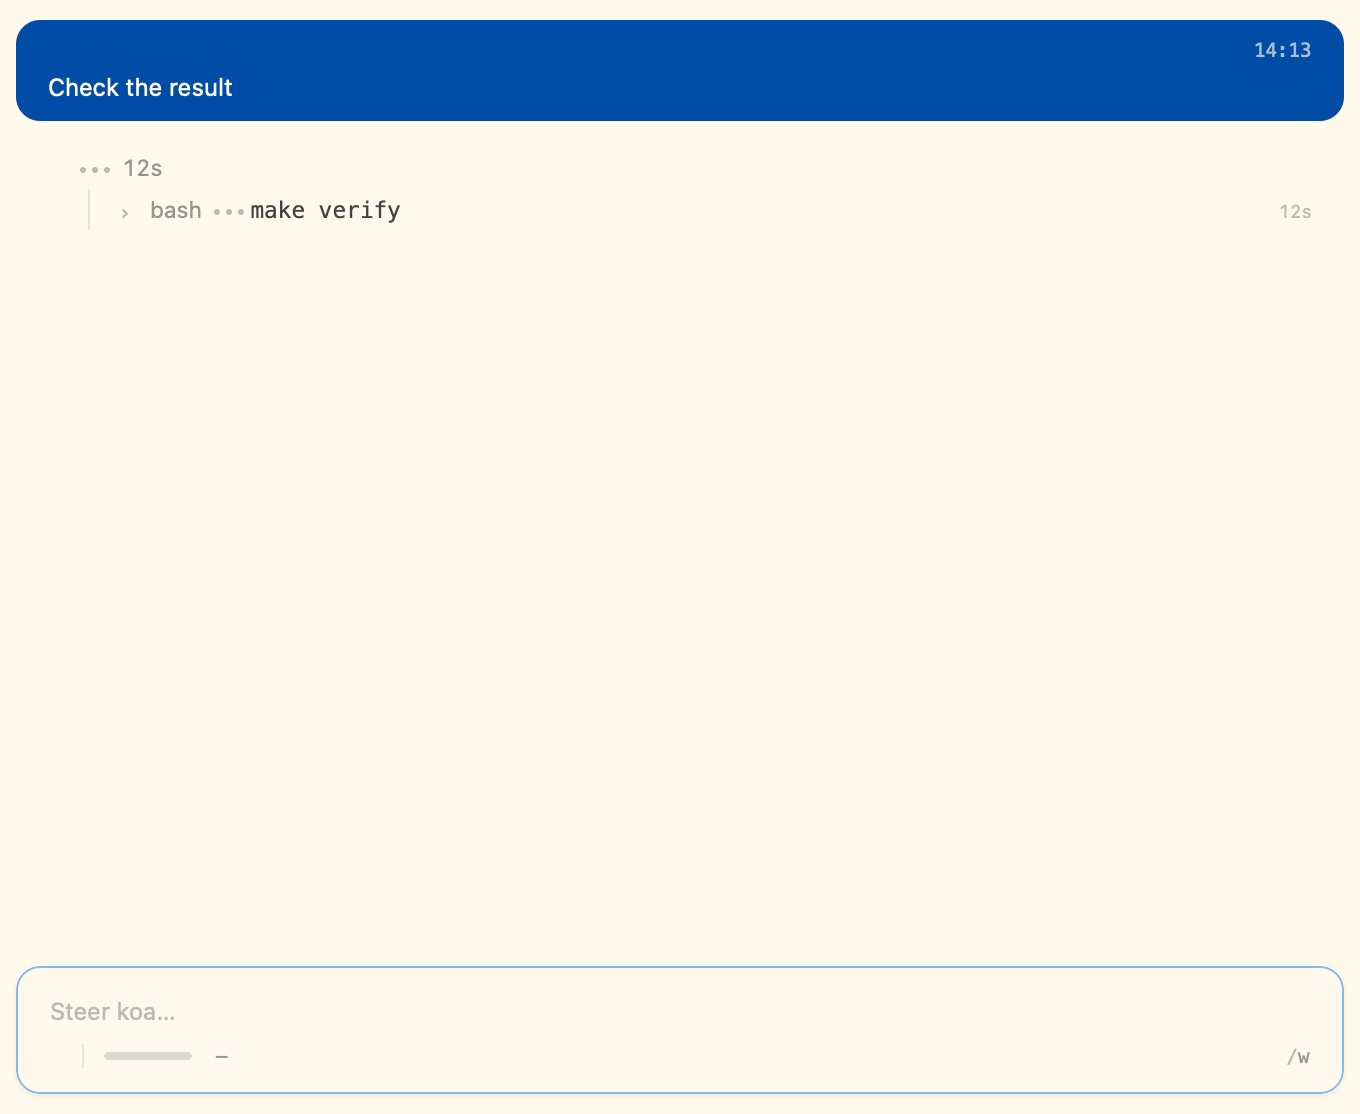 14:13
Check the result
••• 12s
› bash •••make verify 12s
Steer koa…
– /w